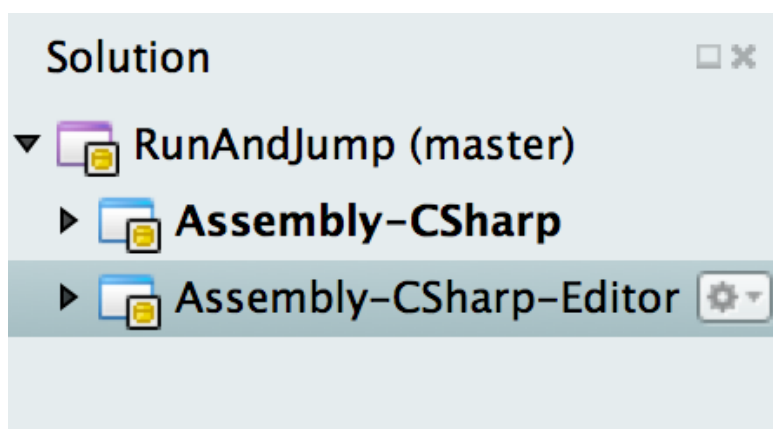 Solution
RunAndJump (master)
Assembly-CSharp
Assembly-CSharp-Editor